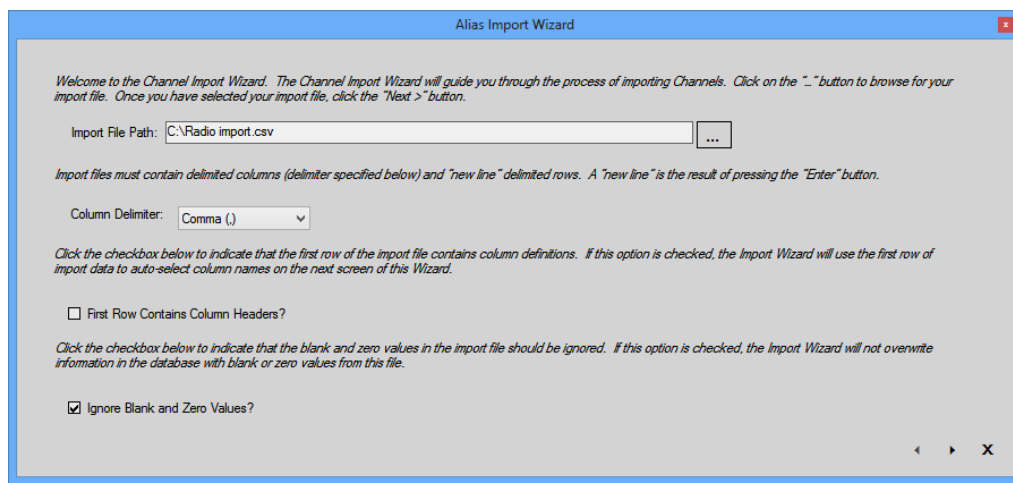 Alias Import Wizard
x
Welcome to the Channel Import Wizard. The Channel Import Wizard will guide you through the process of importing Channels. Click on the "..." button to browse for your
import file. Once you have selected your import file, click the "Next >" button.
Import File Path: C:\Radio import.csv ...
Import files must contain delimited columns (delimiter specified below) and "new line" delimited rows. A "new line" is the result of pressing the "Enter" button.
Column Delimiter: Comma (,)
Click the checkbox below to indicate that the first row of the import file contains column definitions. If this option is checked, the Import Wizard will use the first row of
import data to auto-select column names on the next screen of this Wizard.
First Row Contains Column Headers?
Click the checkbox below to indicate that the blank and zero values in the import file should be ignored. If this option is checked, the Import Wizard will not overwrite
information in the database with blank or zero values from this file.
Ignore Blank and Zero Values?
X